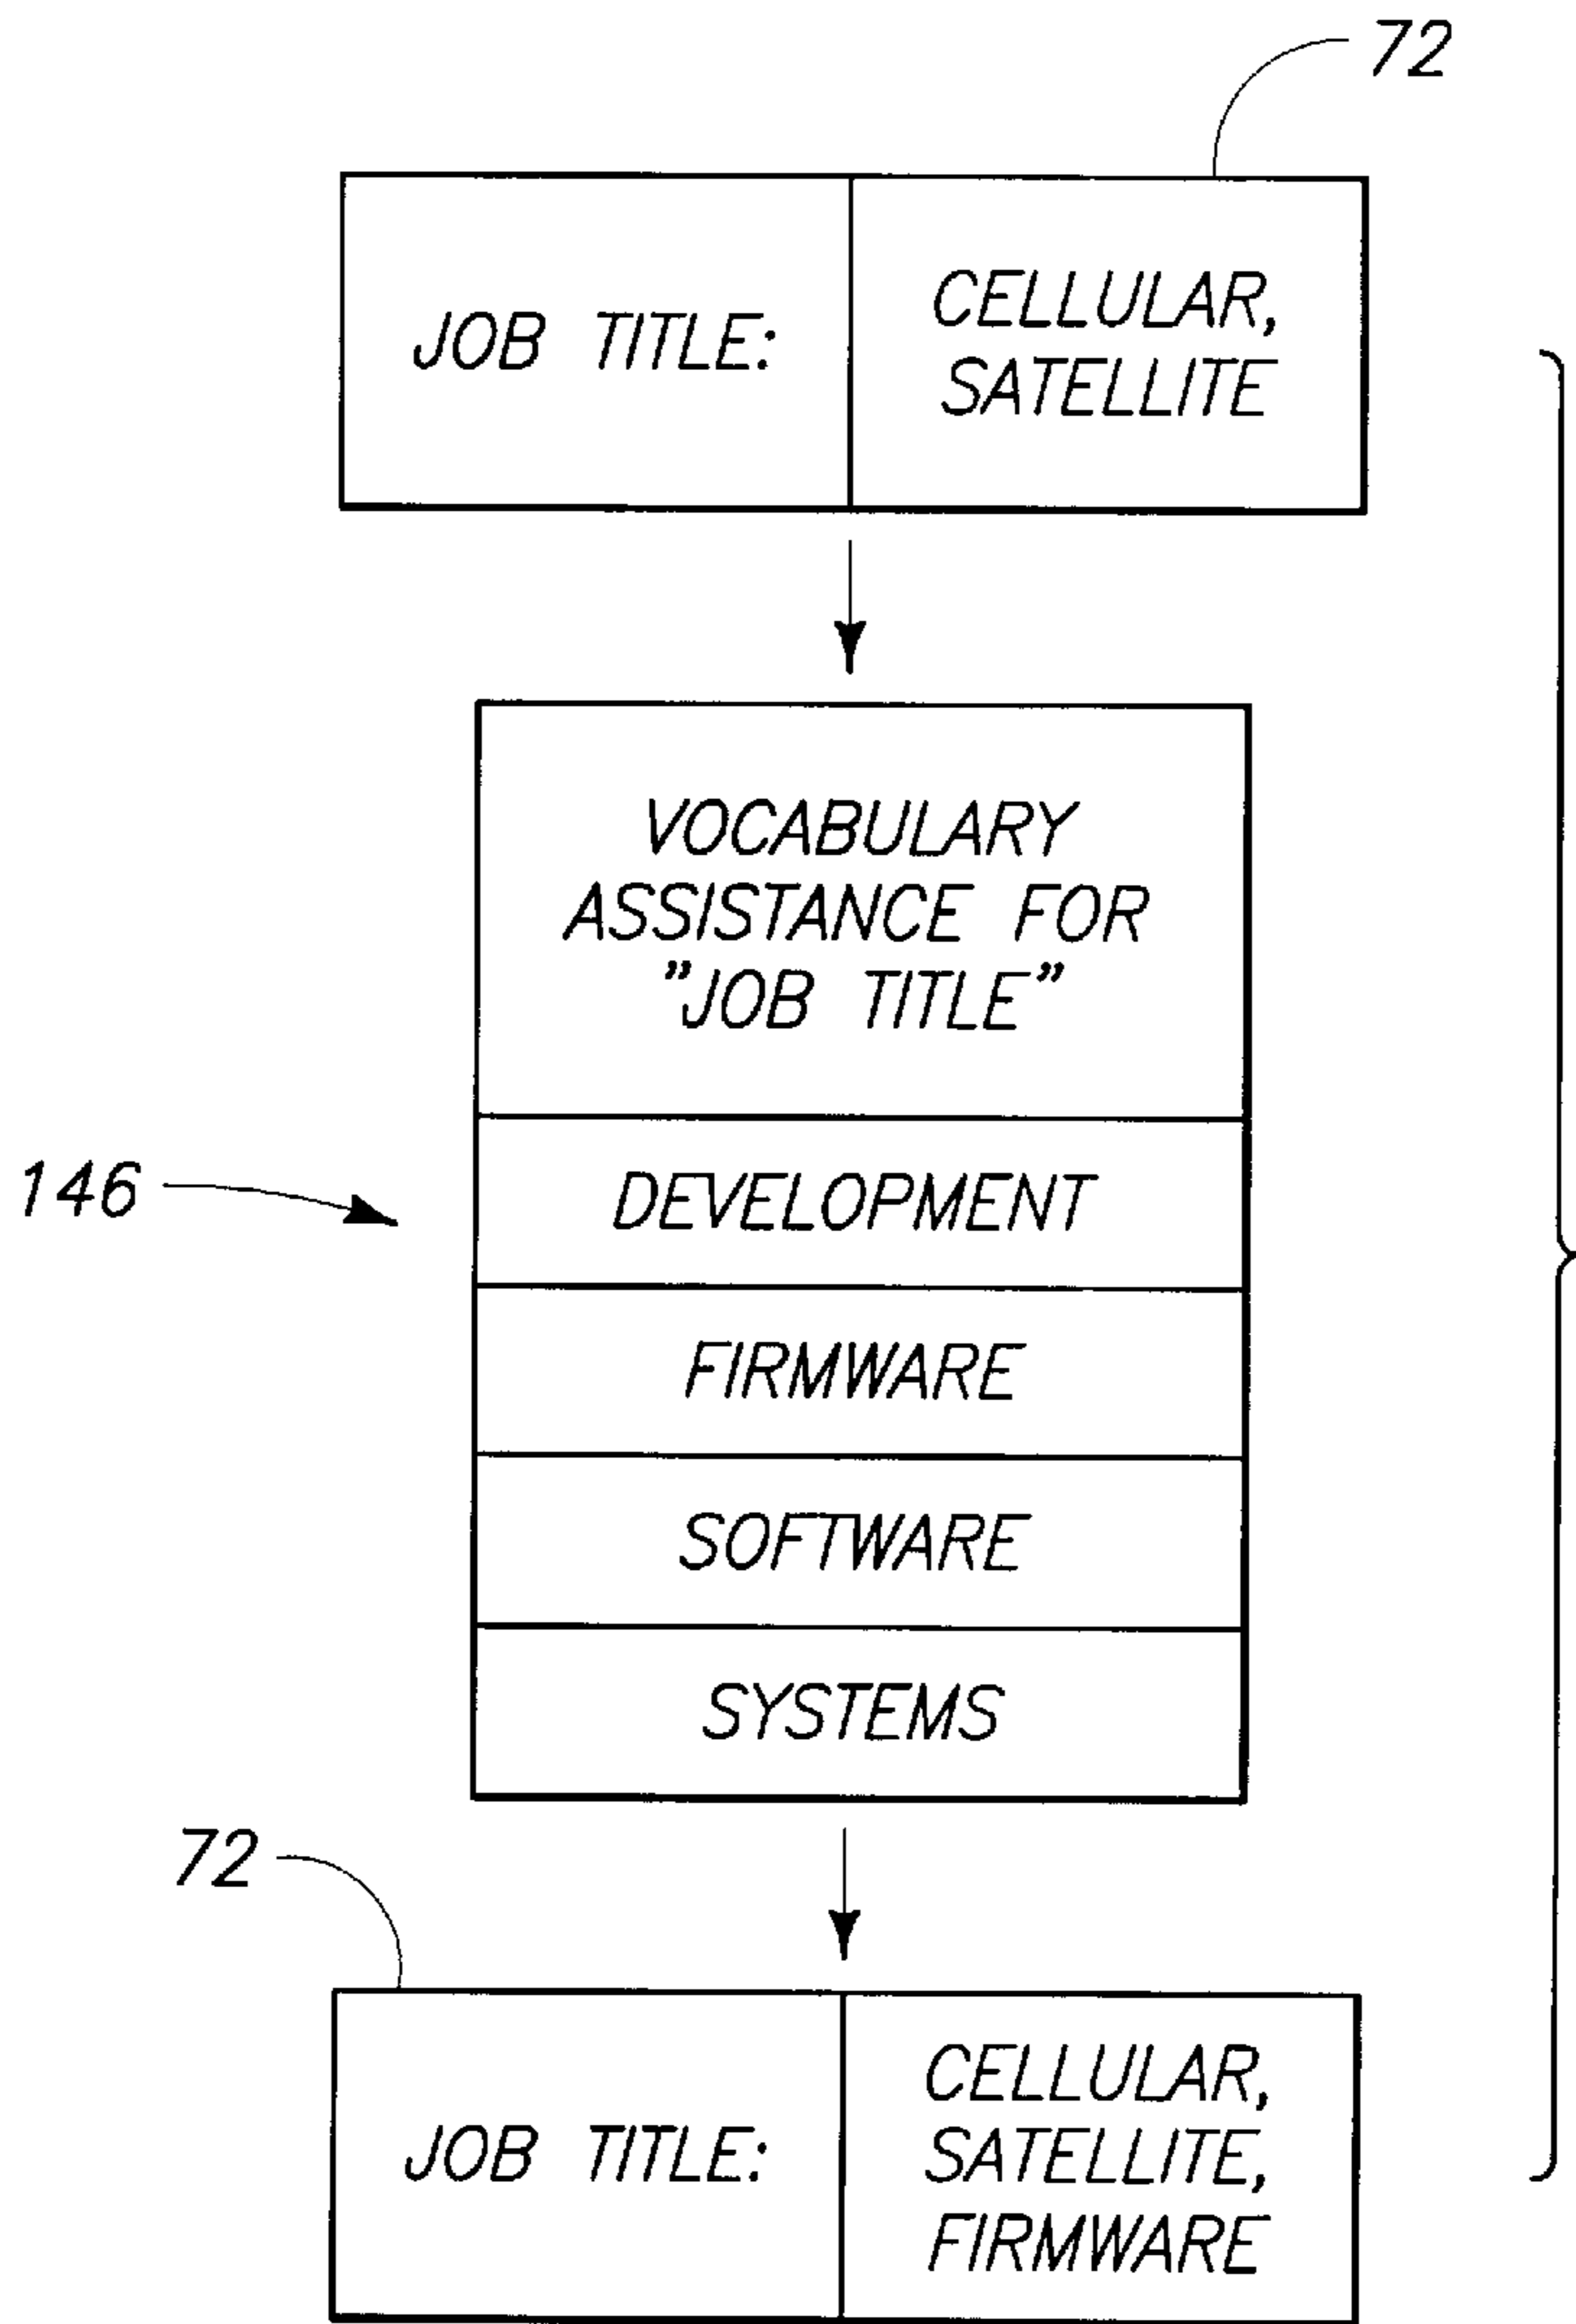 72
JOB TITLE:
CELLULAR,
SATELLITE
VOCABULARY
ASSISTANCE FOR
"JOB TITLE"
146
DEVELOPMENT
FIRMWARE
SOFTWARE
SYSTEMS
72
JOB TITLE:
CELLULAR,
SATELLITE,
FIRMWARE